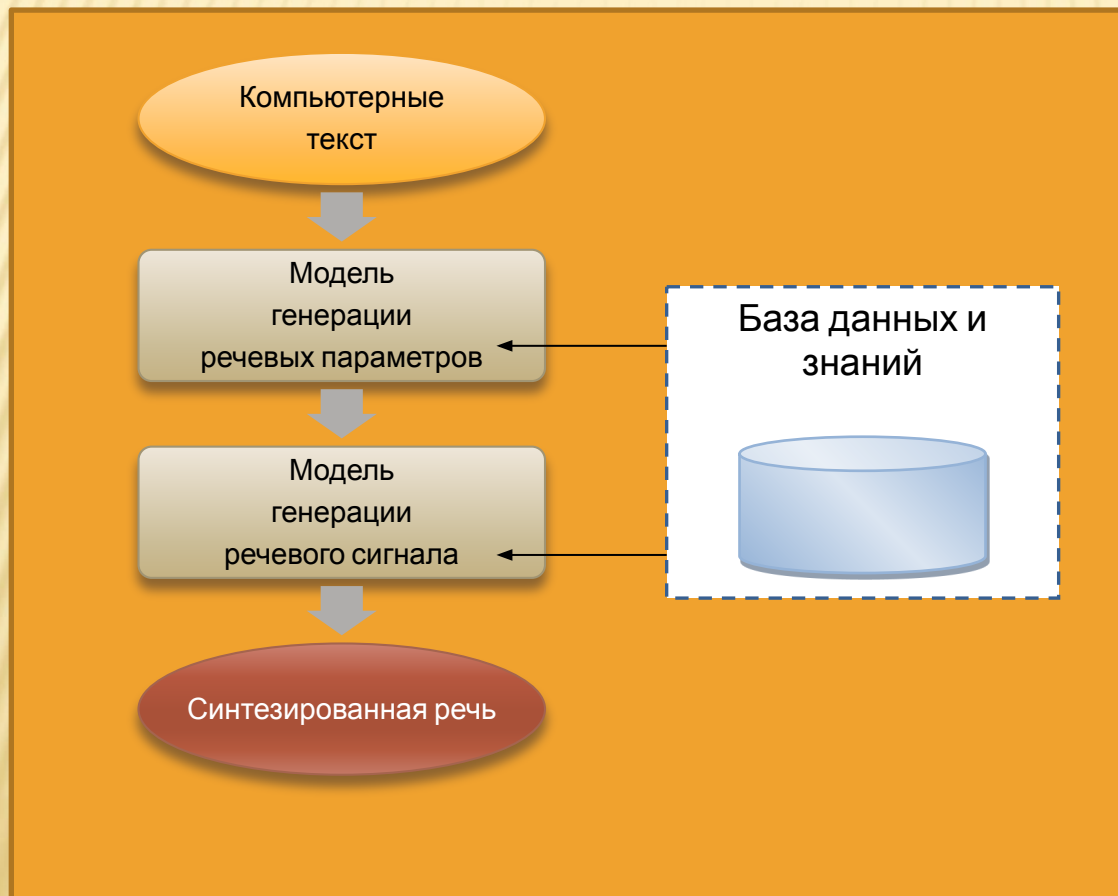 Компьютерные
текст
Модель
генерации
речевых параметров
База данных и
знаний
Модель
генерации
речевого сигнала
Синтезированная речь